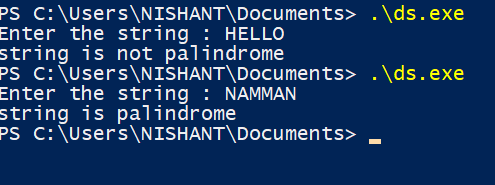 PS C:\Users\NISHANT\Documents> .\ds.exe
Enter the string : HELLO
string is not palindrome
PS C:\Users\NISHANT\Documents> .\ds.exe
Enter the string : NAMMAN
string is palindrome
PS C:\Users\NISHANT\Documents>